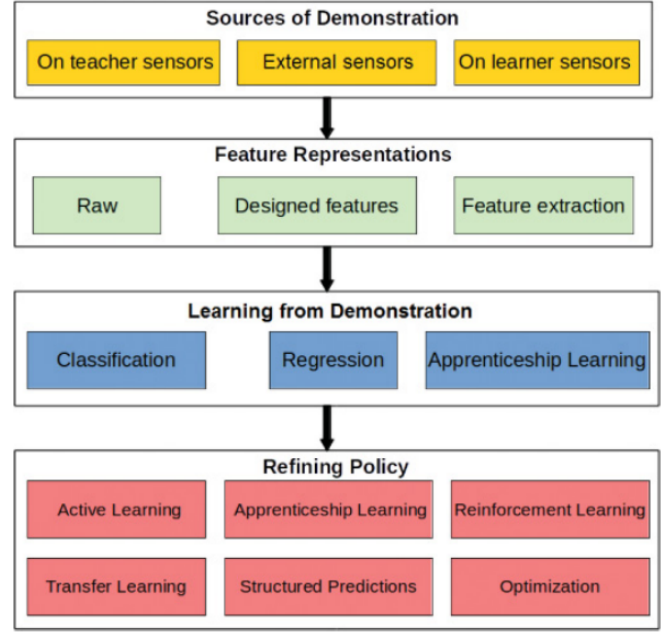 Sources of Demonstration
On teacher sensors
External sensors
On learner sensors
Feature Representations
Raw
Designed features
Feature extraction
Learning from Demonstration
Classification
Regression
Apprenticeship Learning
Refining Policy
Active Learning
Apprenticeship Learning
Reinforcement Learning
Transfer Learning
Structured Predictions
Optimization